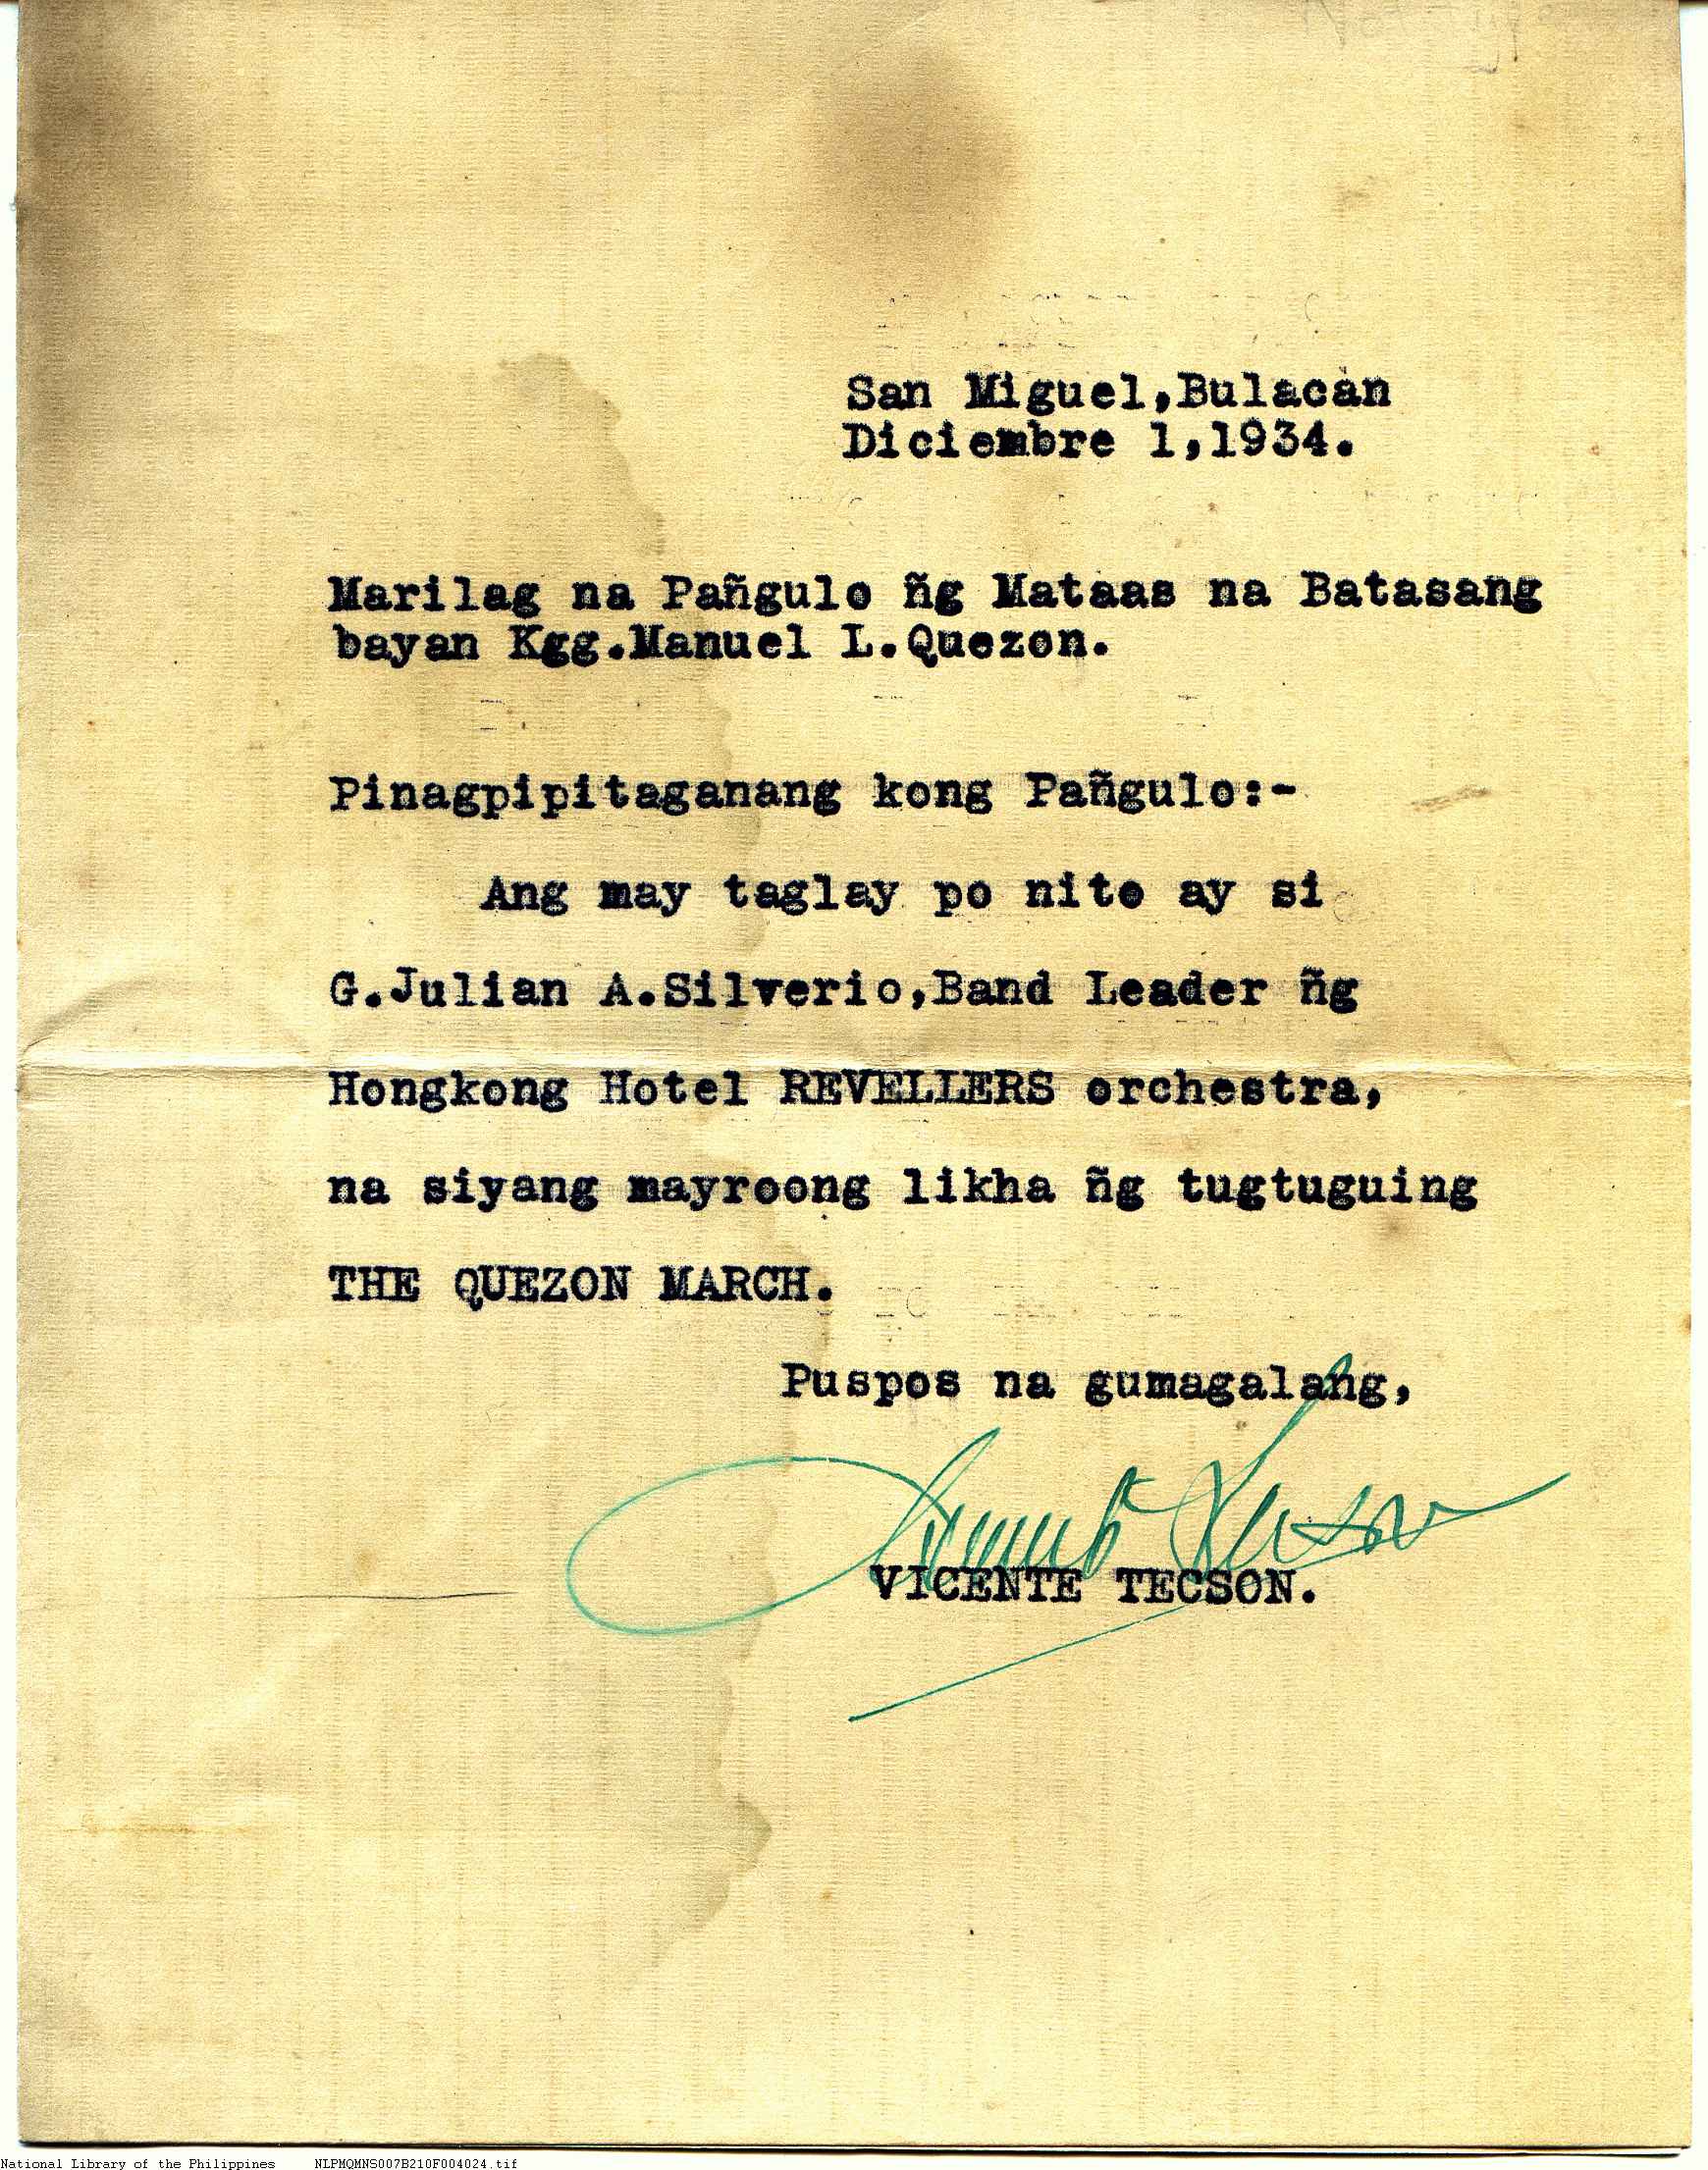 San Miguel,Bulacan
Diciembre 1,1934.
Marilag na Pañgulo ñg Mataas na Batasang
bayan Kgg.Manuel L.Quezon.
Pinagpipitaganang kong Pañgulo:-
Ang may taglay po nito ay si
G.Julian A.Silverio,Band Leader ñg
Hongkong Hotel REVELLERS orchestra,
na siyang mayroong likha ñg tugtuguing
THE QUEZON MARCH.
Puspos na gumagalang,
Vicente Tecson
VICENTE TECSON.
National Library of the Philippines NLPMQMNS007B210F004024.tif